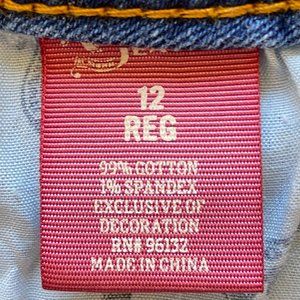 12
REG
99% COTTON
1% SPANDEX
EXCLUSIVE OF
DECORATION
RN# 96132
MADE IN CHINA